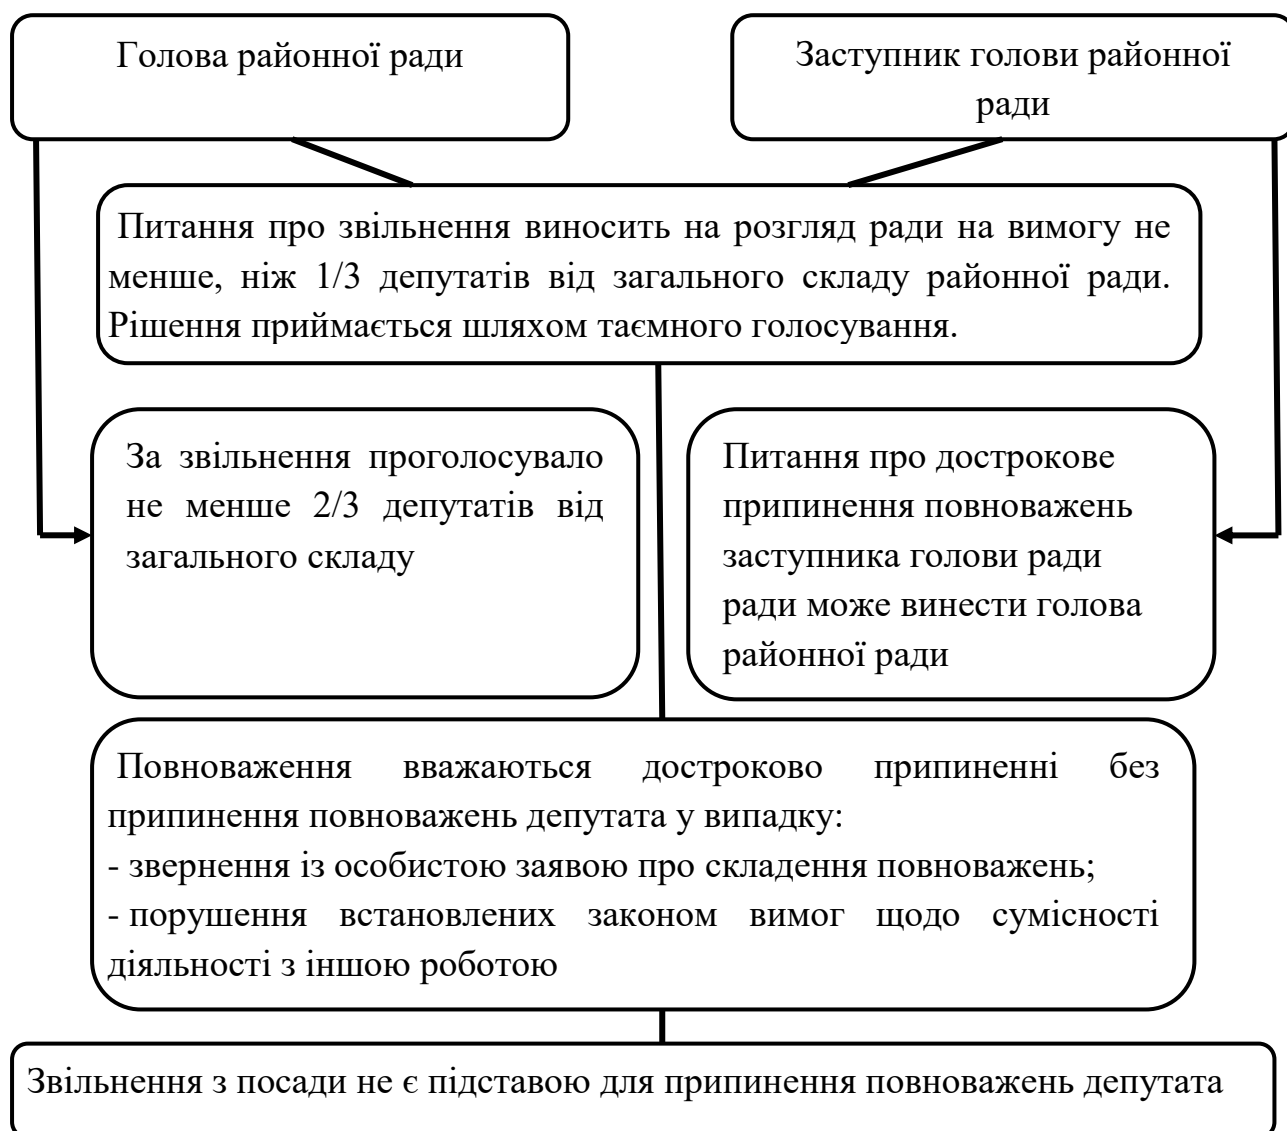 Голова районної ради
Заступник голови районної
ради
Питання про звільнення виносить на розгляд ради на вимогу не
менше, ніж 1/3 депутатів від загального складу районної ради.
Рішення приймається шляхом таємного голосування.
За звільнення проголосувало
не менше 2/3 депутатів від
загального складу
Питання про дострокове
припинення повноважень
заступника голови ради
ради може винести голова
районної ради
Повноваження вважаються достроково припиненні без
припинення повноважень депутата у випадку:
- звернення із особистою заявою про складення повноважень;
- порушення встановлених законом вимог щодо сумісності
діяльності з іншою роботою
Звільнення з посади не є підставою для припинення повноважень депутата